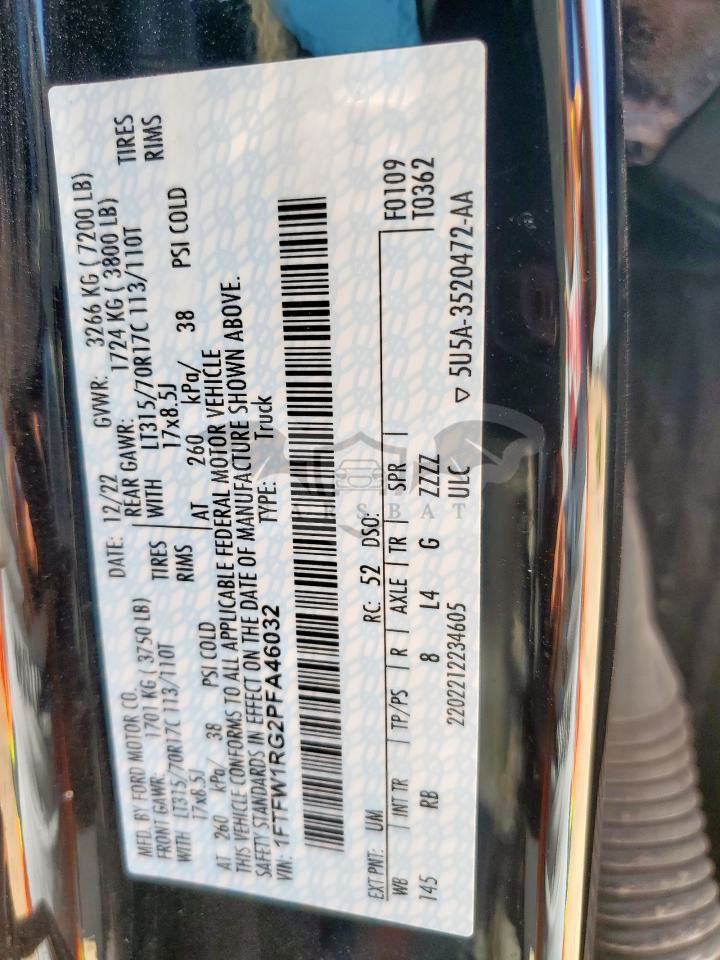 MFD. BY FORD MOTOR CO. DATE: 12/22 GVWR: 3266 KG ( 7200 LB)
FRONT GAWR: 1701 KG ( 3750 LB) REAR GAWR: 1724 KG ( 3800 LB)
WITH LT315/70R17C 113/110T TIRES WITH LT315/70R17C 113/110T TIRES
17x8.5J RIMS 17x8.5J RIMS
AT 260 kPa/ 38 PSI COLD AT 260 kPa/ 38 PSI COLD
THIS VEHICLE CONFORMS TO ALL APPLICABLE FEDERAL MOTOR VEHICLE
SAFETY STANDARDS IN EFFECT ON THE DATE OF MANUFACTURE SHOWN ABOVE.
VIN: 1FTFW1RG2PFA46032 TYPE: Truck
EXT PNT: UM RC: 52 DSO: F0109
WB INT TR TP/PS R AXLE TR SPR T0362
145 RB 8 L4 G ZZZZ
2202212234605 ULC ▽ 5U5A-3520472-AA
ARSBAT